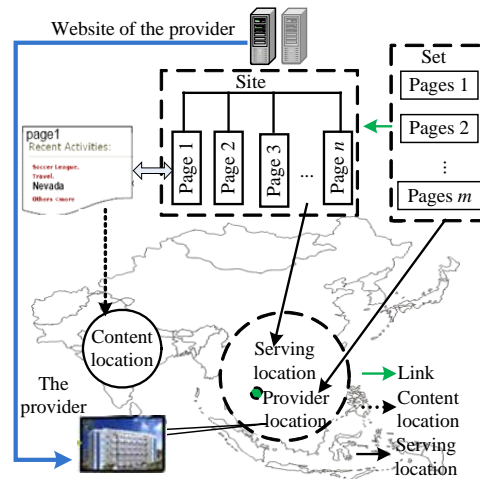 Website of the provider
Set
Pages 1
Pages 2
⋮
Pages m
Site
Page 1
Page 2
Page 3
...
Page n
page1
Recent Activities:
Soccer League.
Travel.
Nevada
Others <more
Content
location
Serving
location
Provider
location
The
provider
Link
Content
location
Serving
location